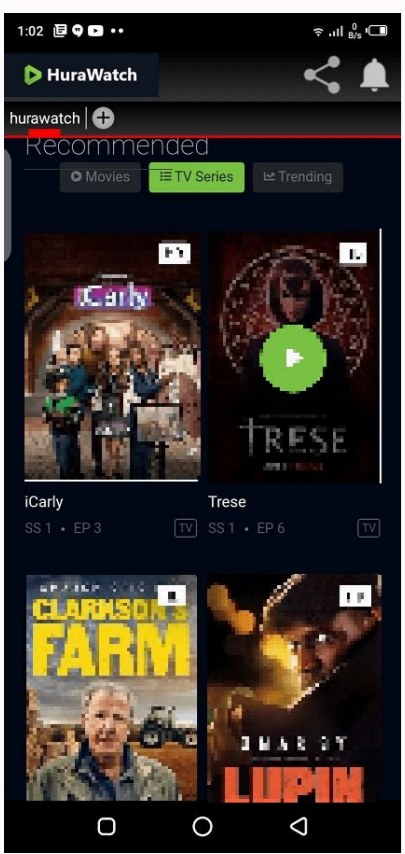 1:02
0 B/s
HuraWatch
hurawatch
Recommended
Movies TV Series Trending
iCarly
TRESE
iCarly Trese
SS 1 • EP 3 TV SS 1 • EP 6 TV
CLARKSON'S
FARM
LUPIN